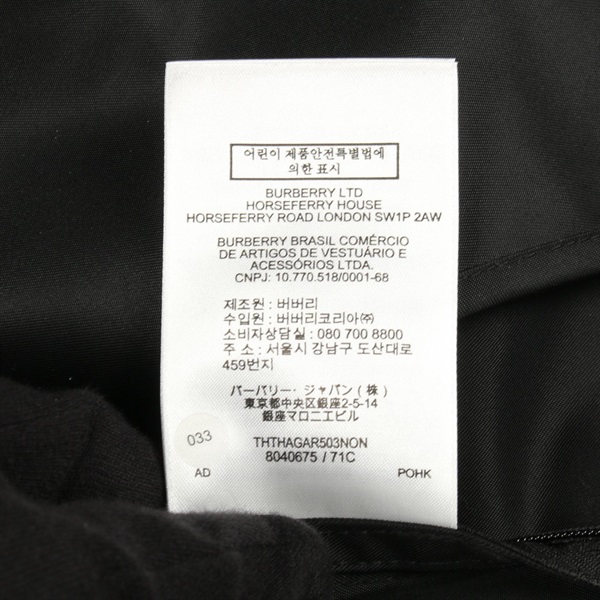 어린이 제품안전특별법에
의한 표시
BURBERRY LTD
HORSEFERRY HOUSE
HORSEFERRY ROAD LONDON SW1P 2AW
BURBERRY BRASIL COMÉRCIO
DE ARTIGOS DE VESTUÁRIO E
ACESSÓRIOS LTDA.
CNPJ: 10.770.518/0001-68
제조원 : 버버리
수입원 : 버버리코리아㈜
소비자상담실 : 080 700 8800
주 소 : 서울시 강남구 도산대로
459번지
バーバリー・ジャパン(株)
東京都中央区銀座2-5-14
銀座マロニエビル
033
THTHAGAR503NON
8040675 / 71C
AD POHK